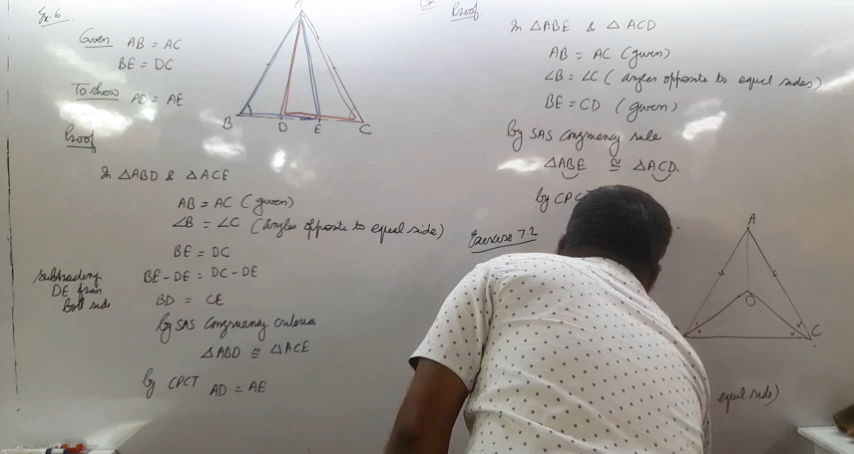 Ex. 6
Given AB = AC
BE = DC
To show AD = AE
Proof
In △ABD & △ACE
AB = AC (given)
∠B = ∠C (angles opposite to equal side)
BE = DC
Subtracting DE from Both side
BE - DE = DC - DE
BD = CE
by SAS congruency criteria
△ABD ≅ △ACE
by CPCT AD = AE
A
B D E C
OR Proof
In △ABE & △ACD
AB = AC (given)
∠B = ∠C (angles opposite to equal sides)
BE = CD (given)
by SAS congruency rule
△ABE ≅ △ACD.
by
Exercise 7.2
A
O
C
equal side)